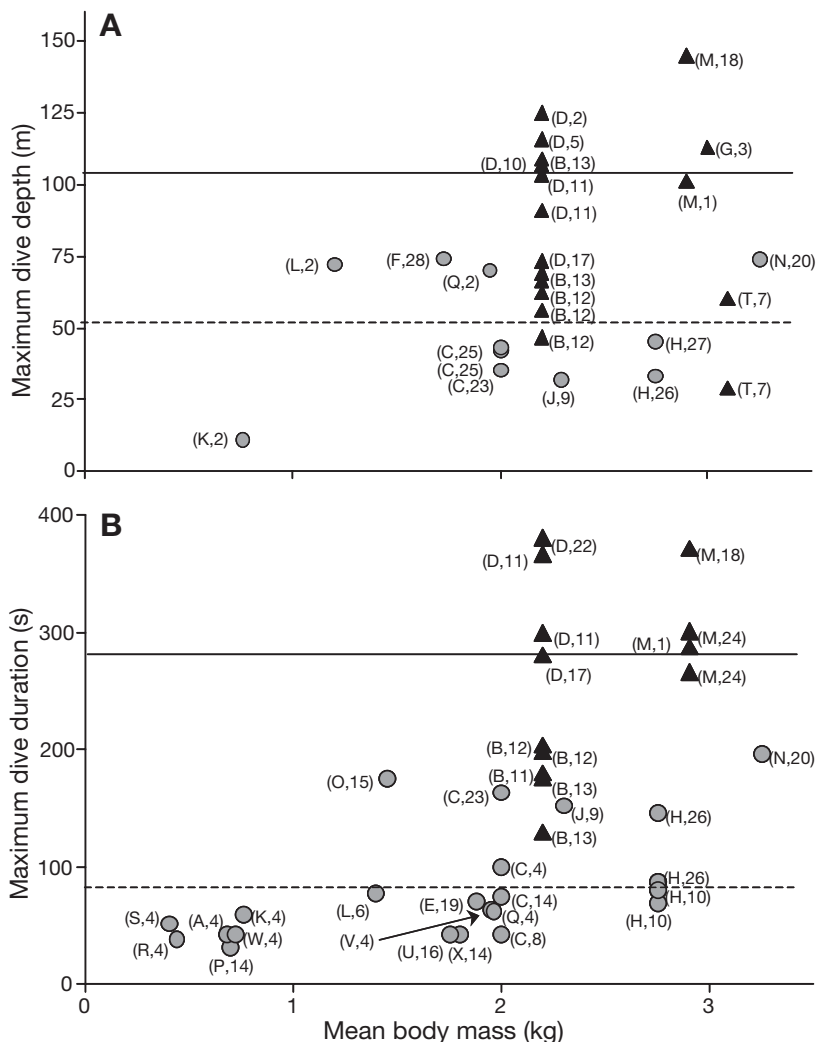 A
150
125
100
75
50
25
0
Maximum dive depth (m)
(M,18)
(D,2)
(D,5)
(G,3)
(D,10)
(B,13)
(D,11)
(M,1)
(D,11)
(L,2)
(F,28)
(D,17)
(N,20)
(Q,2)
(B,13)
(B,12)
(T,7)
(B,12)
(B,12)
(H,27)
(C,25)
(C,25)
(C,23)
(J,9)
(H,26)
(T,7)
(K,2)
B
400
300
200
100
0
Maximum dive duration (s)
(D,22)
(M,18)
(D,11)
(D,11)
(M,24)
(M,1)
(D,17)
(M,24)
(B,12)
(B,12)
(N,20)
(O,15)
(B,11)
(C,23)
(B,13)
(J,9)
(H,26)
(B,13)
(C,4)
(H,26)
(L,6)
(E,19)
(C,14)
(H,10)
(S,4)
(A,4)
(K,4)
(Q,4)
(H,10)
(R,4)
(W,4)
(V,4)
(U,16)
(X,14)
(C,8)
(P,14)
0
1
2
3
Mean body mass (kg)